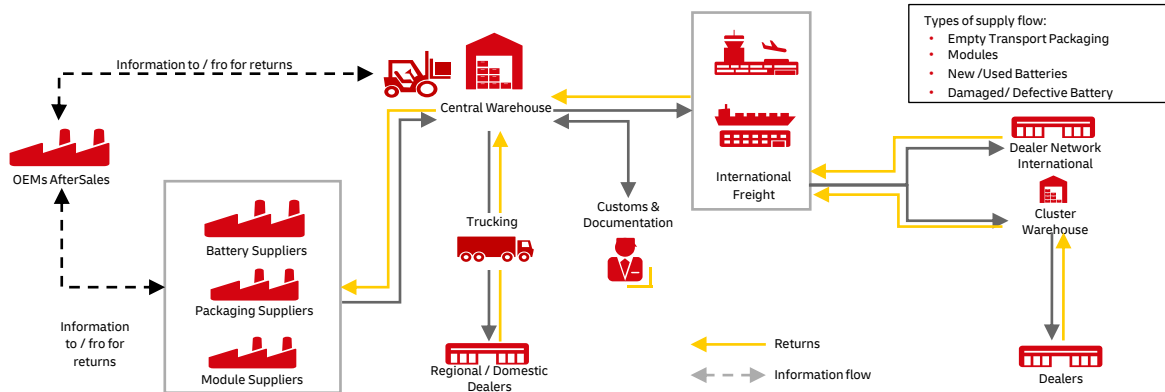 Types of supply flow:
• Empty Transport Packaging
• Modules
• New /Used Batteries
• Damaged/ Defective Battery
Information to / fro for returns
Central Warehouse
OEMs AfterSales
Dealer Network
International
International
Freight
Customs &
Documentation
Trucking
Cluster
Warehouse
Battery Suppliers
Packaging Suppliers
Module Suppliers
Information
to / fro for
returns
Regional / Domestic
Dealers
Returns
Information flow
Dealers